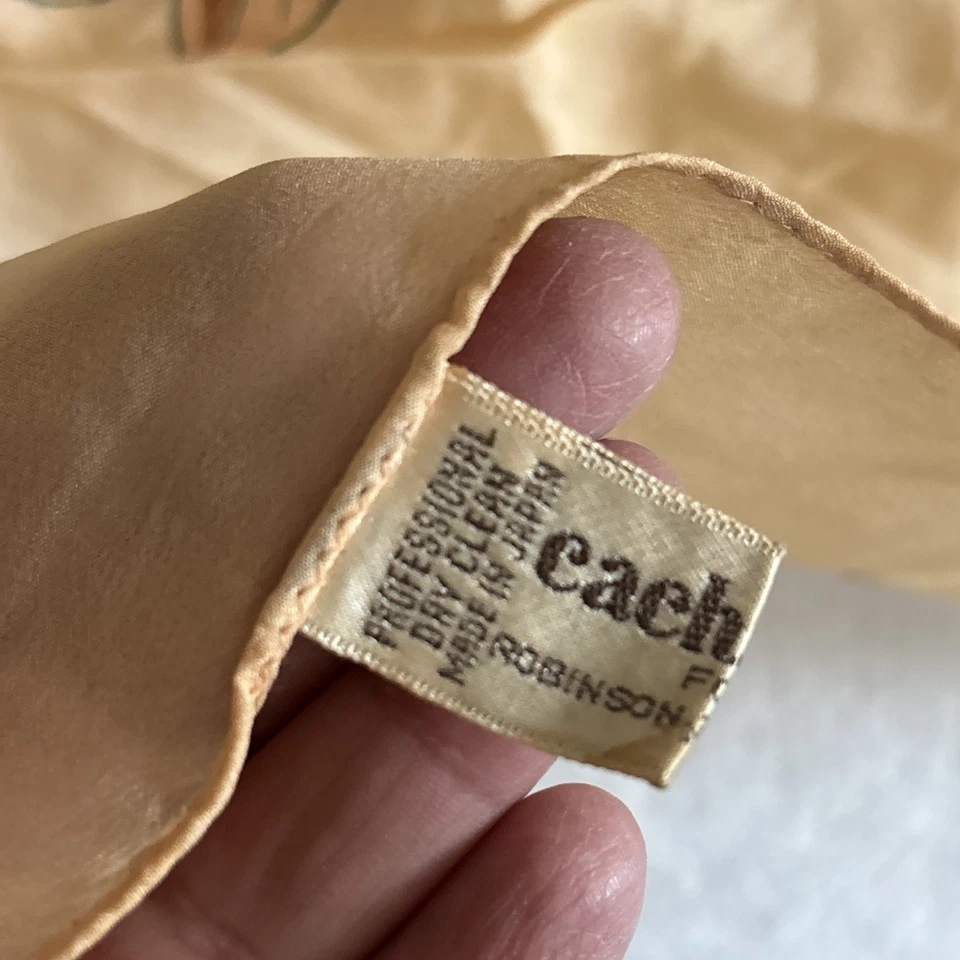 PROFESSIONAL
DRY CLEAN
MADE IN JAPAN
cach
F
ROBINSON